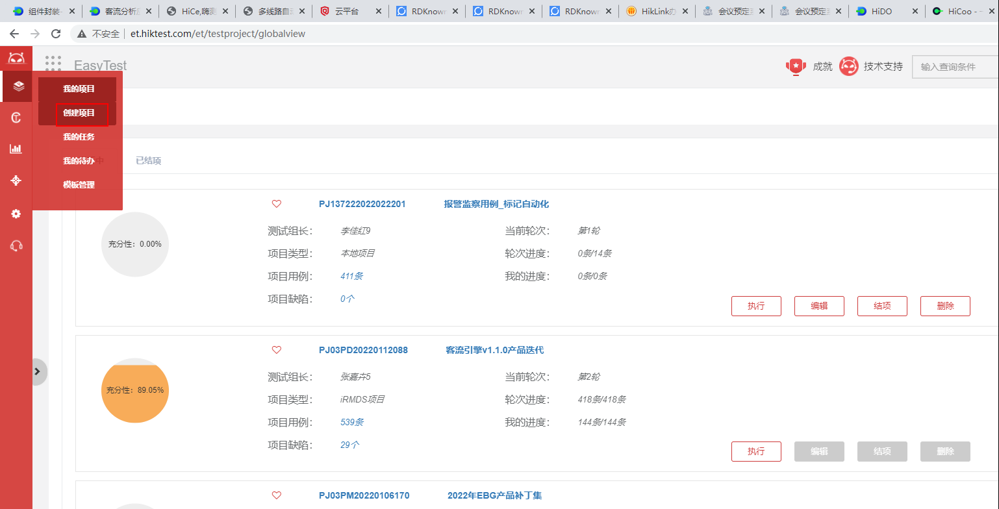 组件封装-
客流分析应
HiCe,嗨测
多线路自
云平台
RDKnown
RDKnown
RDKnown
HikLink办
会议预定
会议预定
HiDO
HiCoo -
不安全
et.hiktest.com/et/testproject/globalview
EasyTest
成就
技术支持
输入查询条件
我的项目
创建项目
我的任务
我的待办
模板管理
中
已结项
充分性：0.00%
PJ137222022022201
报警监察用例_标记自动化
测试组长：
李佳红9
当前轮次：
第1轮
项目类型：
本地项目
轮次进度：
0条/14条
项目用例：
411条
我的进度：
0条/0条
项目缺陷：
0个
执行
编辑
结项
删除
充分性：89.05%
PJ03PD20220112088
客流引擎v1.1.0产品迭代
测试组长：
张嘉卉5
当前轮次：
第2轮
项目类型：
iRMDS项目
轮次进度：
418条/418条
项目用例：
539条
我的进度：
144条/144条
项目缺陷：
29个
执行
编辑
结项
删除
PJ03PM20220106170
2022年EBG产品补丁集